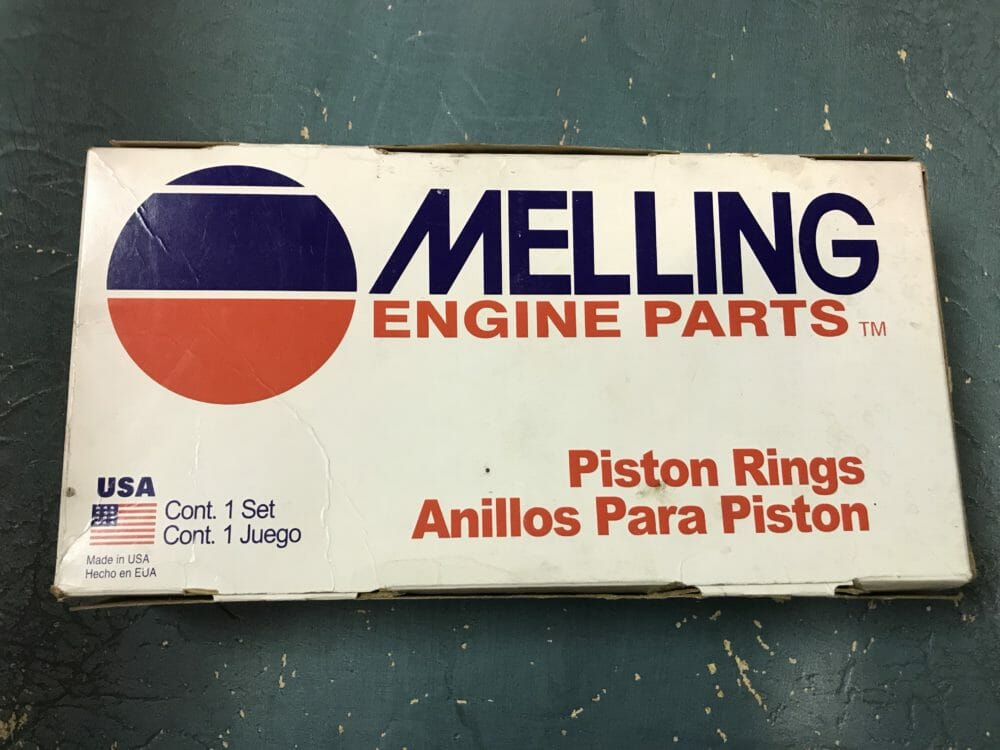 MELLING
ENGINE PARTS TM
Piston Rings
Anillos Para Piston
USA
Cont. 1 Set
Cont. 1 Juego
Made in USA
Hecho en EUA